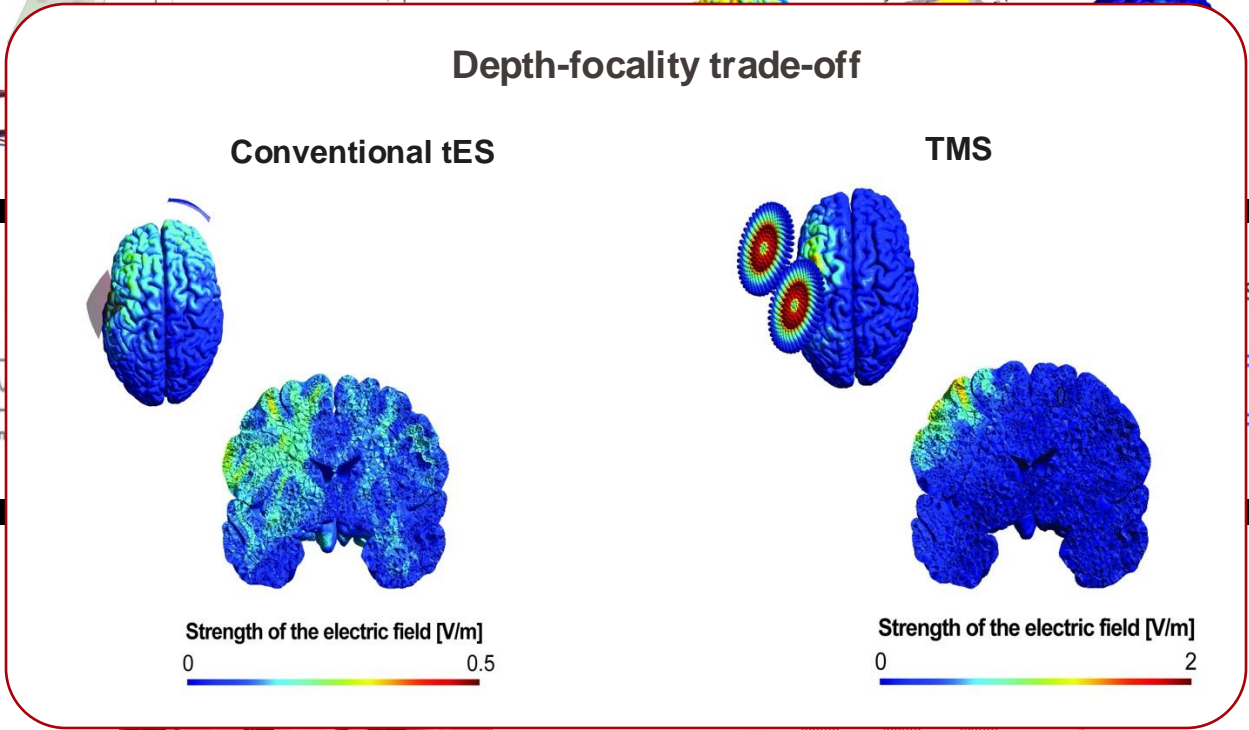 Depth-focality trade-off
Conventional tES
TMS
Strength of the electric field [V/m]
0 0.5
Strength of the electric field [V/m]
0 2